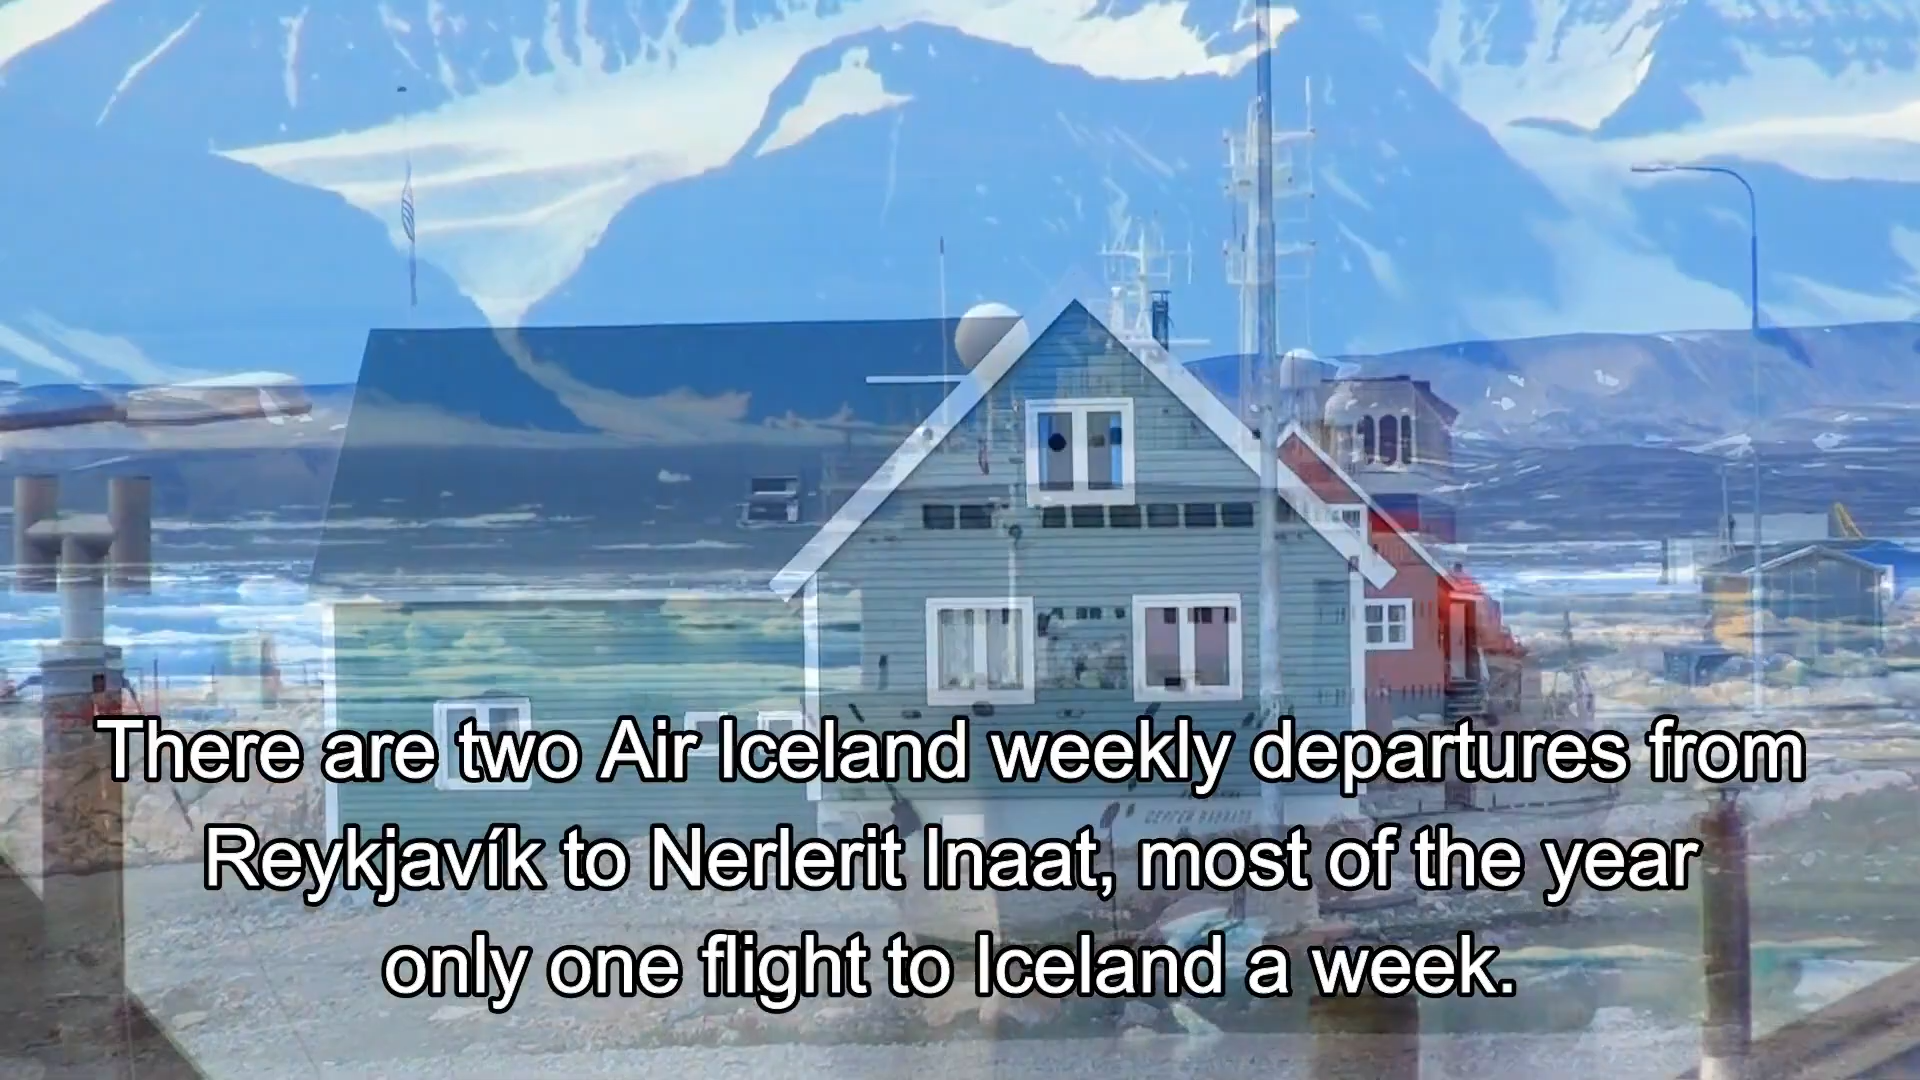 There are two Air Iceland weekly departures from
Reykjavík to Nerlerit Inaat, most of the year
only one flight to Iceland a week.